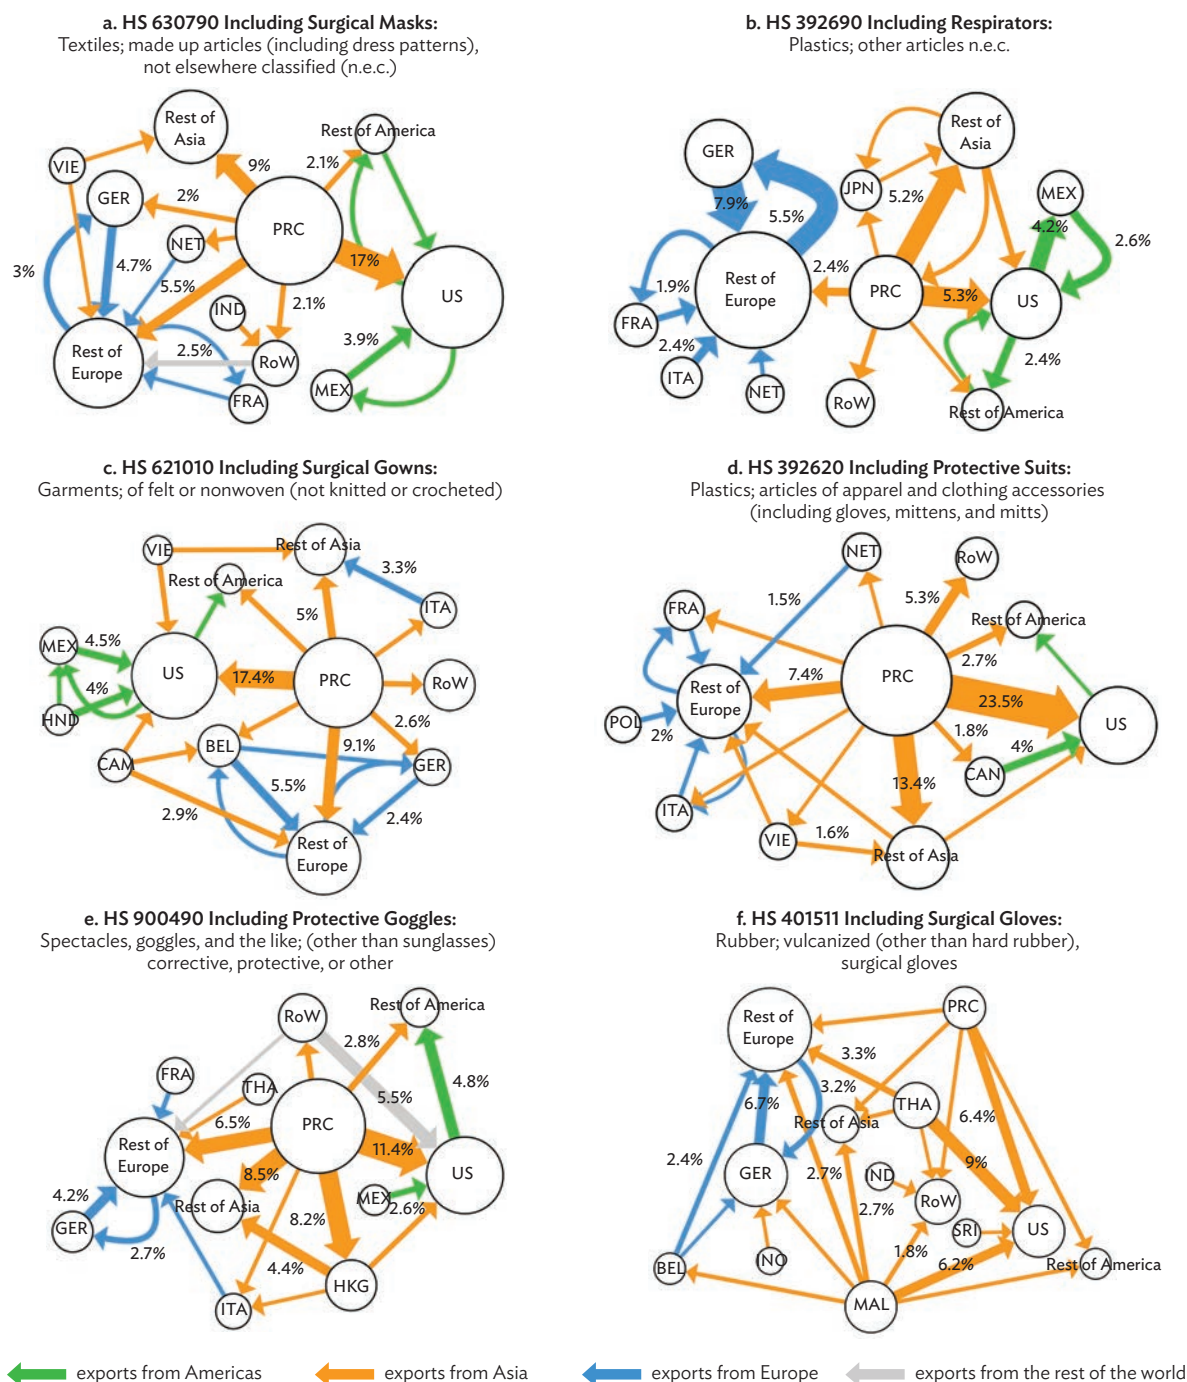 a. HS 630790 Including Surgical Masks:
Textiles; made up articles (including dress patterns),
not elsewhere classified (n.e.c.)
Rest of
Asia
Rest of America
VIE
9%
2.1%
GER
2%
PRC
NET
17%
3%
4.7%
5.5%
US
IND
2.1%
Rest of
Europe
2.5%
RoW
3.9%
MEX
FRA
b. HS 392690 Including Respirators:
Plastics; other articles n.e.c.
Rest of
Asia
GER
JPN
MEX
7.9%
5.2%
5.5%
4.2%
2.6%
Rest of
Europe
2.4%
1.9%
PRC
5.3%
US
FRA
2.4%
2.4%
ITA
NET
RoW
Rest of America
c. HS 621010 Including Surgical Gowns:
Garments; of felt or nonwoven (not knitted or crocheted)
VIE
Rest of Asia
3.3%
Rest of America
5%
ITA
MEX
4.5%
US
17.4%
PRC
RoW
4%
HND
2.6%
BEL
9.1%
CAM
GER
5.5%
2.9%
2.4%
Rest of
Europe
d. HS 392620 Including Protective Suits:
Plastics; articles of apparel and clothing accessories
(including gloves, mittens, and mitts)
NET
RoW
1.5%
5.3%
FRA
Rest of America
2.7%
PRC
7.4%
Rest of
Europe
23.5%
POL
2%
1.8%
US
4%
CAN
13.4%
ITA
VIE
1.6%
Rest of Asia
e. HS 900490 Including Protective Goggles:
Spectacles, goggles, and the like; (other than sunglasses)
corrective, protective, or other
RoW
Rest of America
2.8%
FRA
THA
5.5%
4.8%
6.5%
PRC
Rest of
Europe
11.4%
8.5%
US
4.2%
Rest of Asia
MEX
2.6%
GER
8.2%
2.7%
4.4%
HKG
ITA
f. HS 401511 Including Surgical Gloves:
Rubber; vulcanized (other than hard rubber),
surgical gloves
Rest of
Europe
PRC
3.3%
3.2%
6.7%
THA
6.4%
Rest of Asia
2.4%
9%
GER
2.7%
IND
2.7%
RoW
SRI
US
1.8%
BEL
INO
6.2%
Rest of America
MAL
exports from Americas
exports from Asia
exports from Europe
exports from the rest of the world